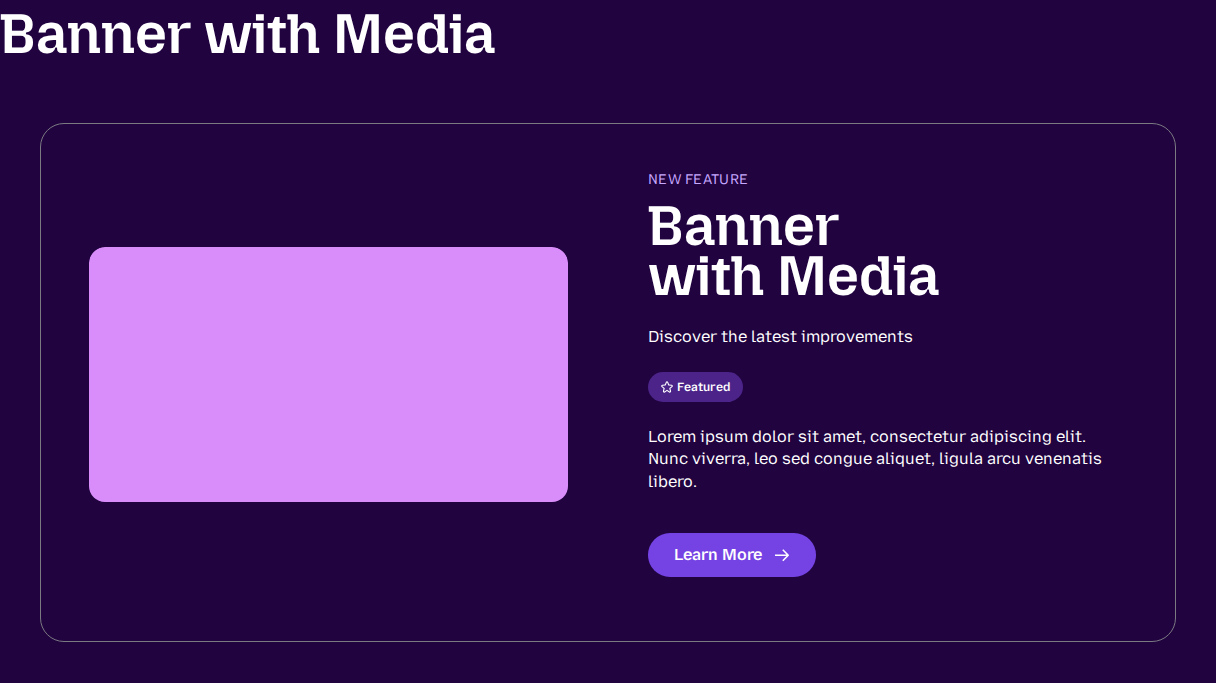 Banner with Media
NEW FEATURE
Banner
with Media
Discover the latest improvements
Featured
Lorem ipsum dolor sit amet, consectetur adipiscing elit.
Nunc viverra, leo sed congue aliquet, ligula arcu venenatis
libero.
Learn More